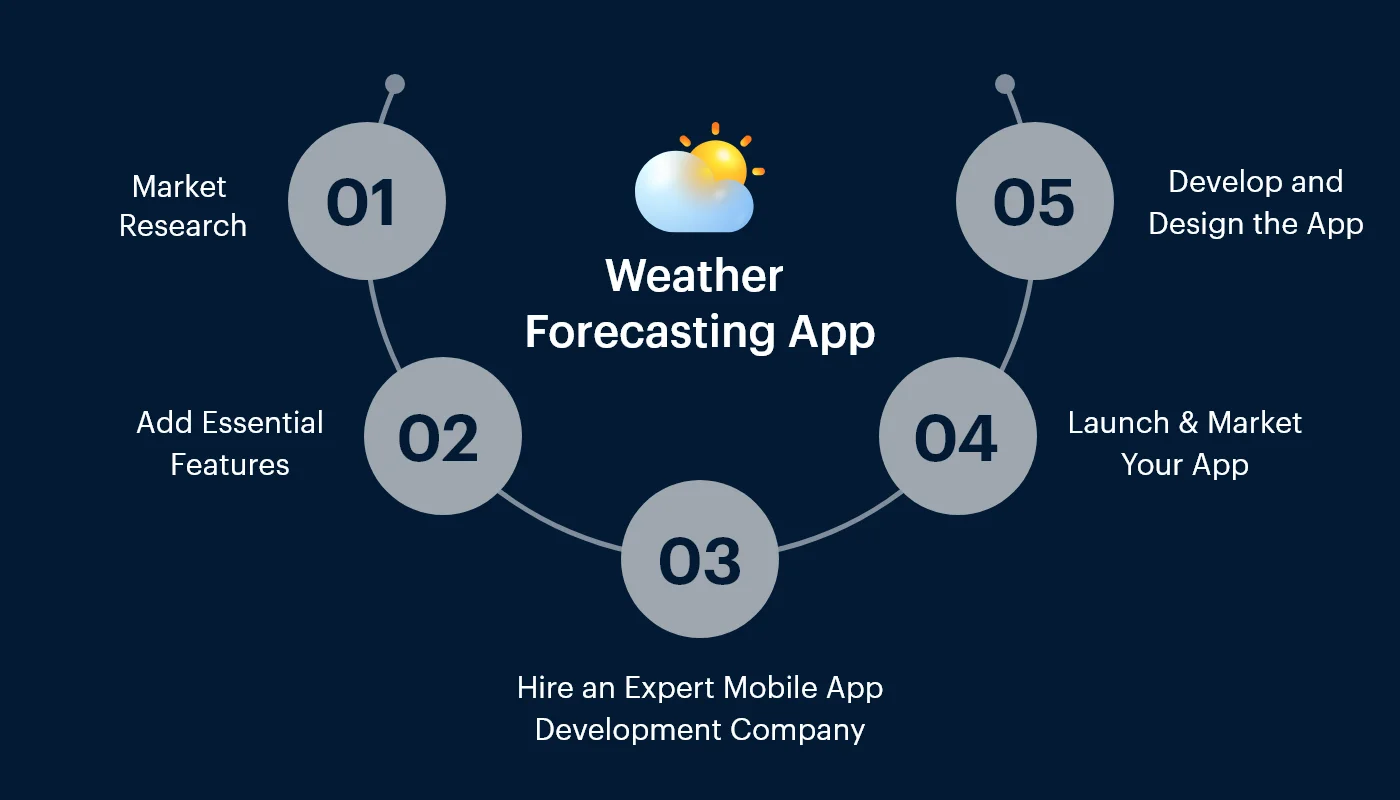 Weather
Forecasting App
01
Market
Research
02
Add Essential
Features
03
Hire an Expert Mobile App
Development Company
04
Launch & Market
Your App
05
Develop and
Design the App